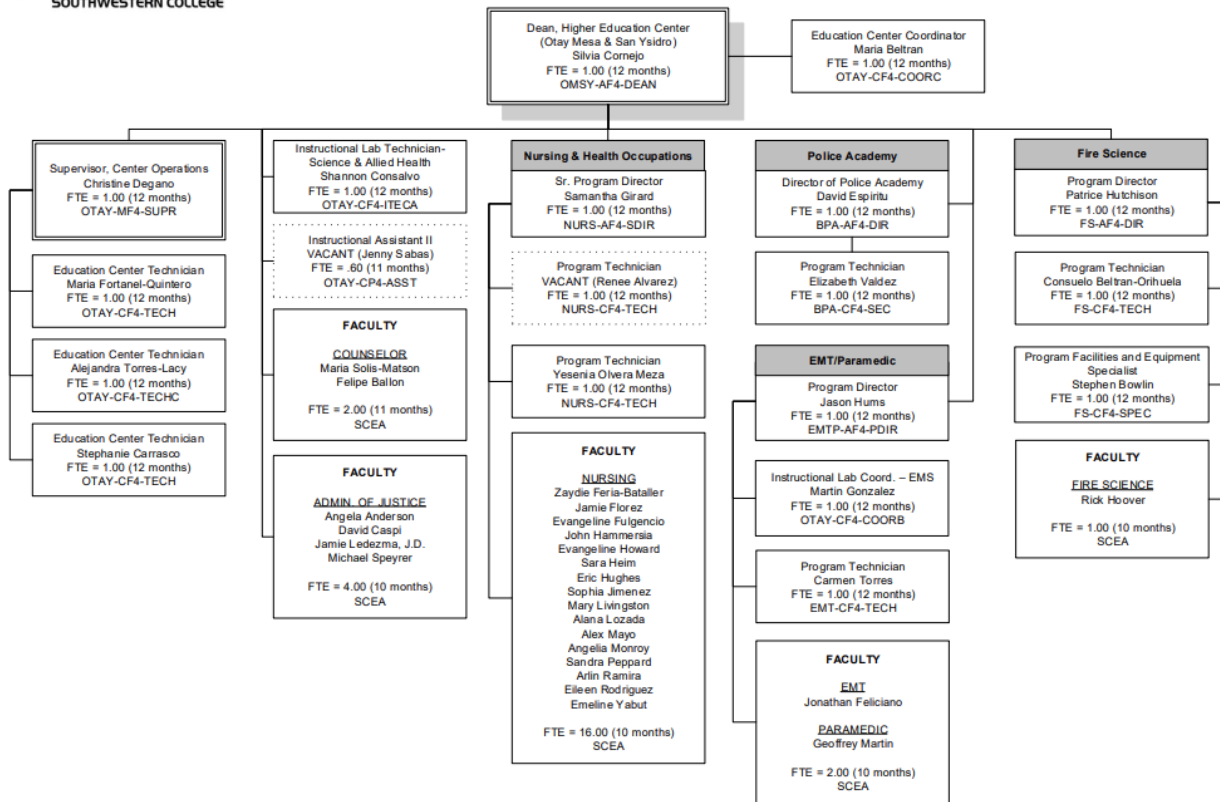 SOUTHWESTERN COLLEGE
Dean, Higher Education Center
(Otay Mesa & San Ysidro)
Silvia Cornejo
FTE = 1.00 (12 months)
OMSY-AF4-DEAN
Education Center Coordinator
Maria Beltran
FTE = 1.00 (12 months)
OTAY-CF4-COORC
Supervisor, Center Operations
Christine Degano
FTE = 1.00 (12 months)
OTAY-MF4-SUPR
Education Center Technician
Maria Fortanel-Quintero
FTE = 1.00 (12 months)
OTAY-CF4-TECH
Education Center Technician
Alejandra Torres-Lacy
FTE = 1.00 (12 months)
OTAY-CF4-TECHC
Education Center Technician
Stephanie Carrasco
FTE = 1.00 (12 months)
OTAY-CF4-TECH
Instructional Lab Technician-
Science & Allied Health
Shannon Consalvo
FTE = 1.00 (12 months)
OTAY-CF4-ITECA
Instructional Assistant II
VACANT (Jenny Sabas)
FTE = .60 (11 months)
OTAY-CP4-ASST
FACULTY
COUNSELOR
Maria Solis-Matson
Felipe Ballon
FTE = 2.00 (11 months)
SCEA
FACULTY
ADMIN. OF JUSTICE
Angela Anderson
David Caspi
Jamie Ledezma, J.D.
Michael Speyrer
FTE = 4.00 (10 months)
SCEA
Nursing & Health Occupations
Sr. Program Director
Samantha Girard
FTE = 1.00 (12 months)
NURS-AF4-SDIR
Program Technician
VACANT (Renee Alvarez)
FTE = 1.00 (12 months)
NURS-CF4-TECH
Program Technician
Yesenia Olvera Meza
FTE = 1.00 (12 months)
NURS-CF4-TECH
FACULTY
NURSING
Zaydie Feria-Bataller
Jamie Florez
Evangeline Fulgencio
John Hammersia
Evangeline Howard
Sara Heim
Eric Hughes
Sophia Jimenez
Mary Livingston
Alana Lozada
Alex Mayo
Angelia Monroy
Sandra Peppard
Arlin Ramira
Eileen Rodriguez
Emeline Yabut
FTE = 16.00 (10 months)
SCEA
Police Academy
Director of Police Academy
David Espiritu
FTE = 1.00 (12 months)
BPA-AF4-DIR
Program Technician
Elizabeth Valdez
FTE = 1.00 (12 months)
BPA-CF4-SEC
EMT/Paramedic
Program Director
Jason Hums
FTE = 1.00 (12 months)
EMTP-AF4-PDIR
Instructional Lab Coord. – EMS
Martin Gonzalez
FTE = 1.00 (12 months)
OTAY-CF4-COORB
Program Technician
Carmen Torres
FTE = 1.00 (12 months)
EMT-CF4-TECH
FACULTY
EMT
Jonathan Feliciano
PARAMEDIC
Geoffrey Martin
FTE = 2.00 (10 months)
SCEA
Fire Science
Program Director
Patrice Hutchison
FTE = 1.00 (12 months)
FS-AF4-DIR
Program Technician
Consuelo Beltran-Orihuela
FTE = 1.00 (12 months)
FS-CF4-TECH
Program Facilities and Equipment
Specialist
Stephen Bowlin
FTE = 1.00 (12 months)
FS-CF4-SPEC
FACULTY
FIRE SCIENCE
Rick Hoover
FTE = 1.00 (10 months)
SCEA